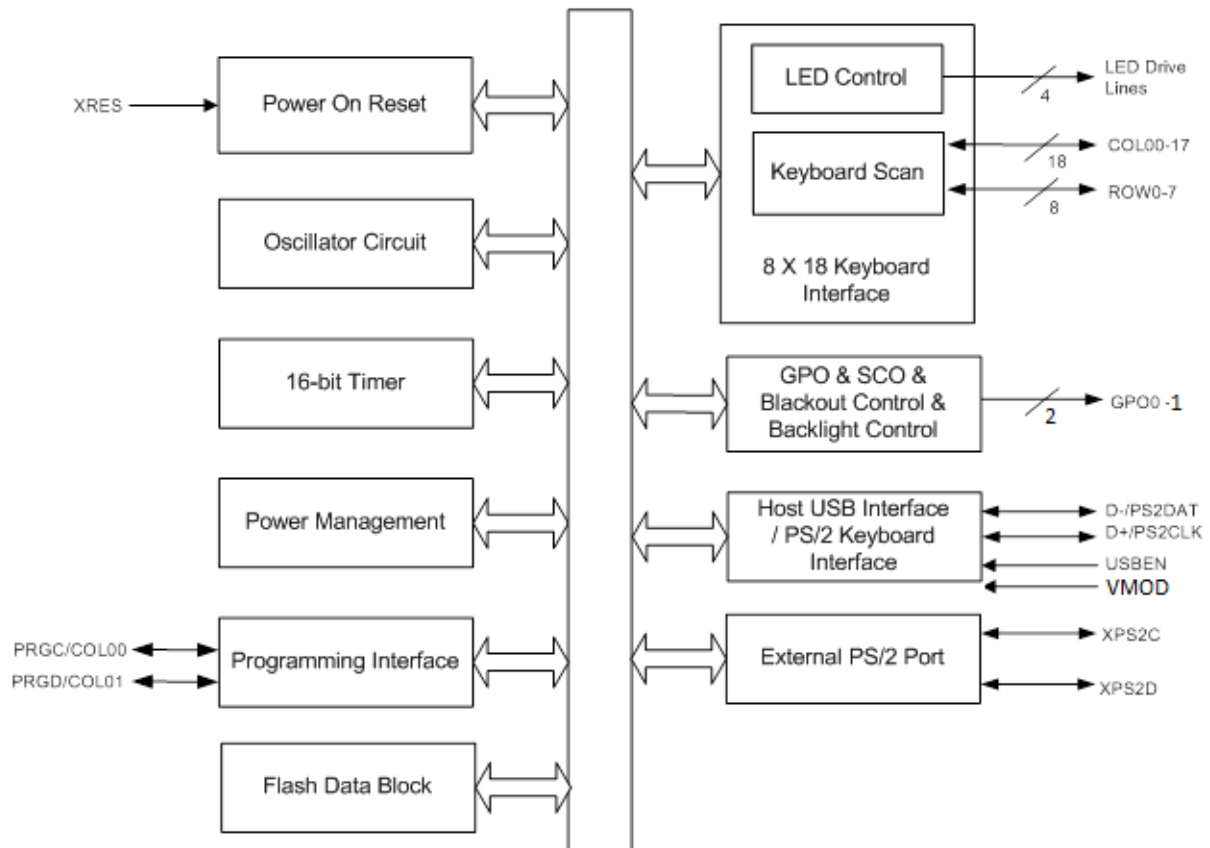 XRES
Power On Reset
Oscillator Circuit
16-bit Timer
Power Management
PRGC/COL00
PRGD/COL01
Programming Interface
Flash Data Block
LED Control
4
LED Drive
Lines
Keyboard Scan
18
COL00-17
8
ROW0-7
8 X 18 Keyboard
Interface
GPO & SCO &
Blackout Control &
Backlight Control
2
GPO0 -1
Host USB Interface
/ PS/2 Keyboard
Interface
D-/PS2DAT
D+/PS2CLK
USBEN
VMOD
External PS/2 Port
XPS2C
XPS2D